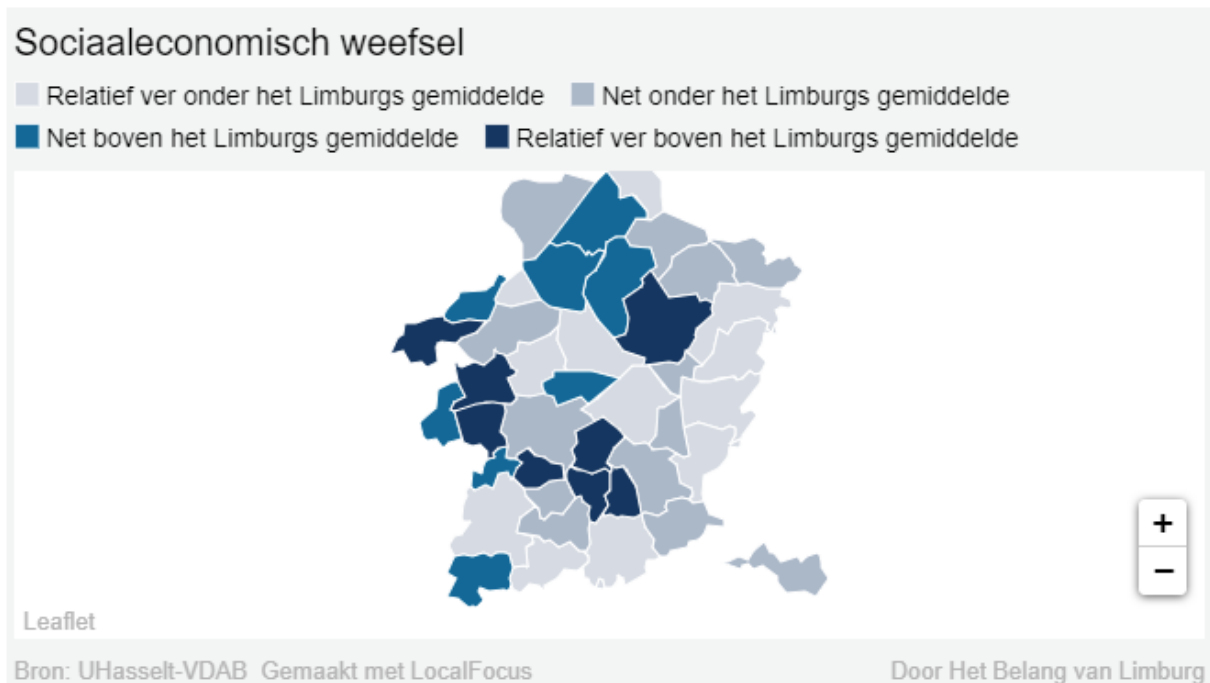 Sociaaleconomisch weefsel
Relatief ver onder het Limburgs gemiddelde Net onder het Limburgs gemiddelde
Net boven het Limburgs gemiddelde Relatief ver boven het Limburgs gemiddelde
+
−
Leaflet
Bron: UHasselt-VDAB Gemaakt met LocalFocus Door Het Belang van Limburg